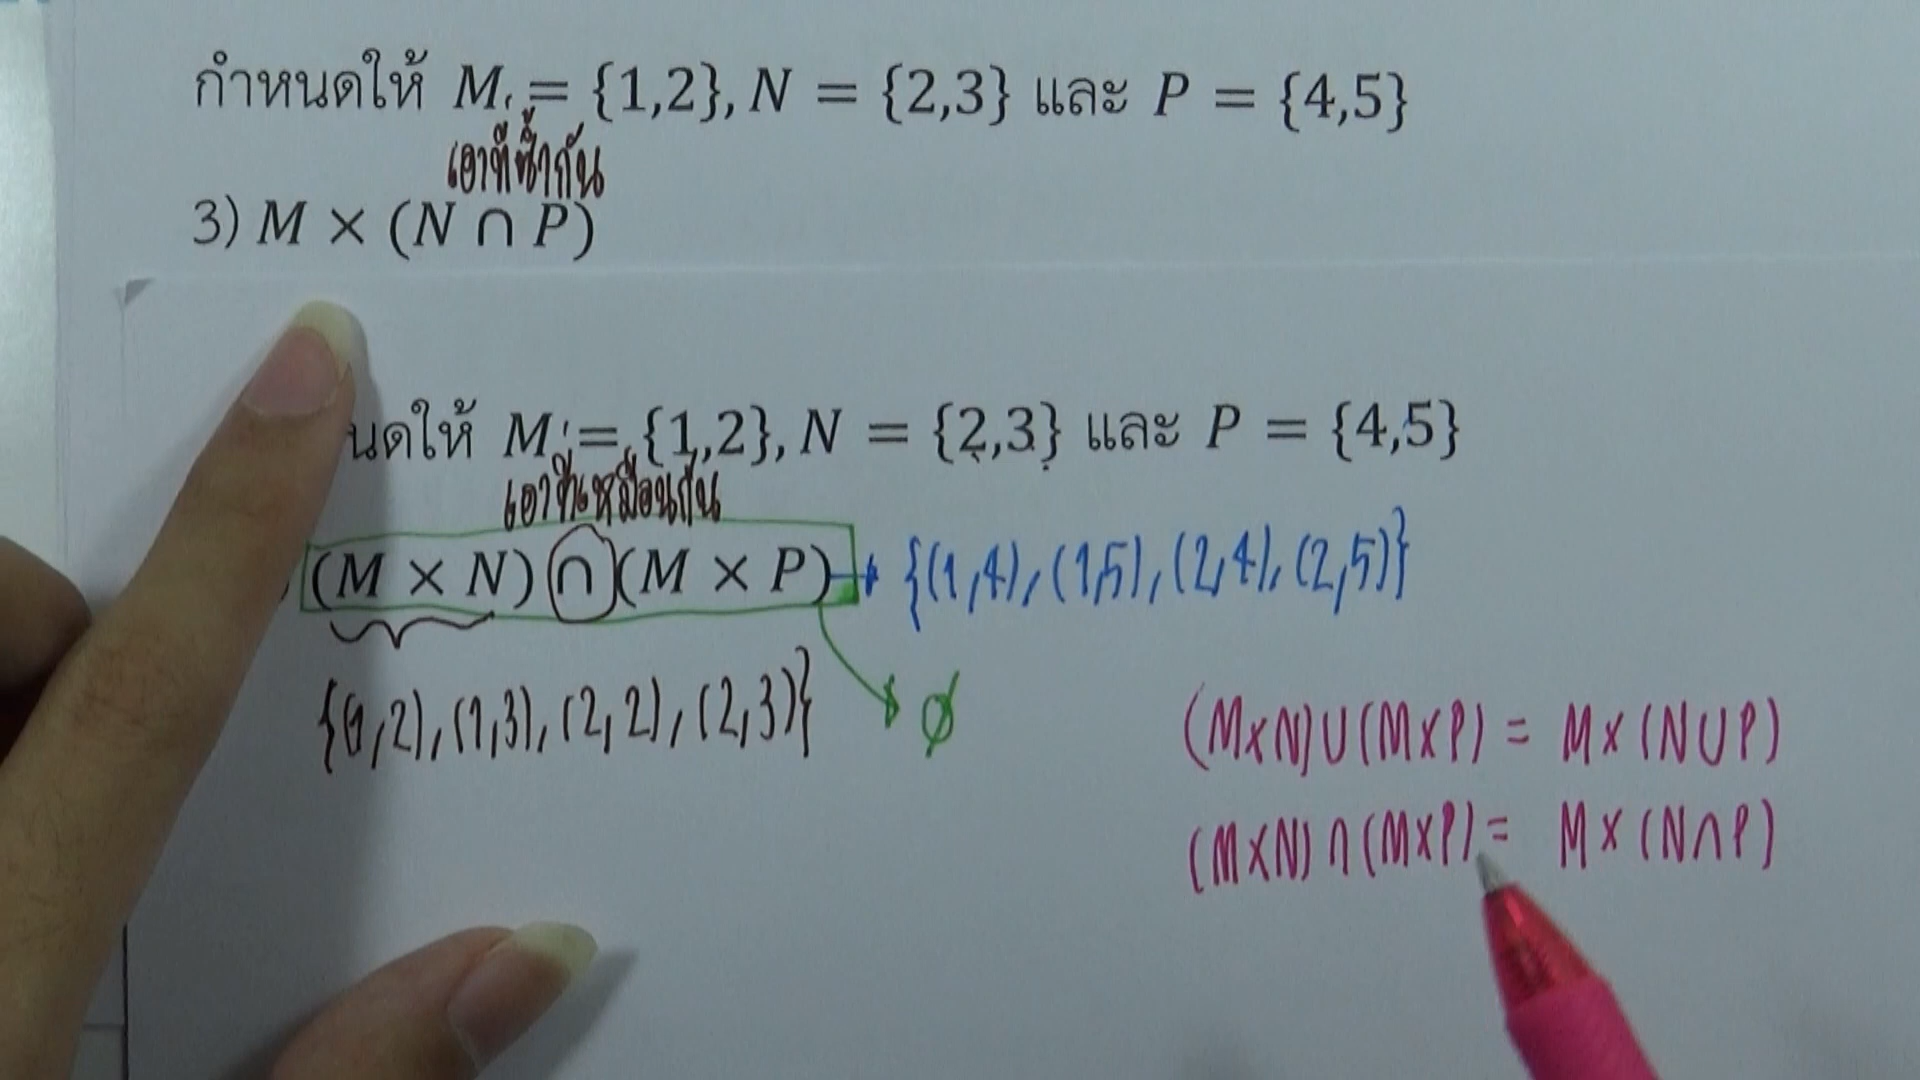 กำหนดให้ M = {1,2}, N = {2,3} และ P = {4,5}
เอาที่ซ้ำกัน
3) M × (N ∩ P)
นดให้ M = {1,2}, N = {2,3} และ P = {4,5}
เอาที่เหมือนกัน
(M × N) ∩ (M × P) → {(1,4), (1,5), (2,4), (2,5)}
{(1,2), (1,3), (2,2), (2,3)} ∅
(M×N)∪(M×P) = M×(N∪P)
(M×N)∩(M×P) = M×(N∩P)